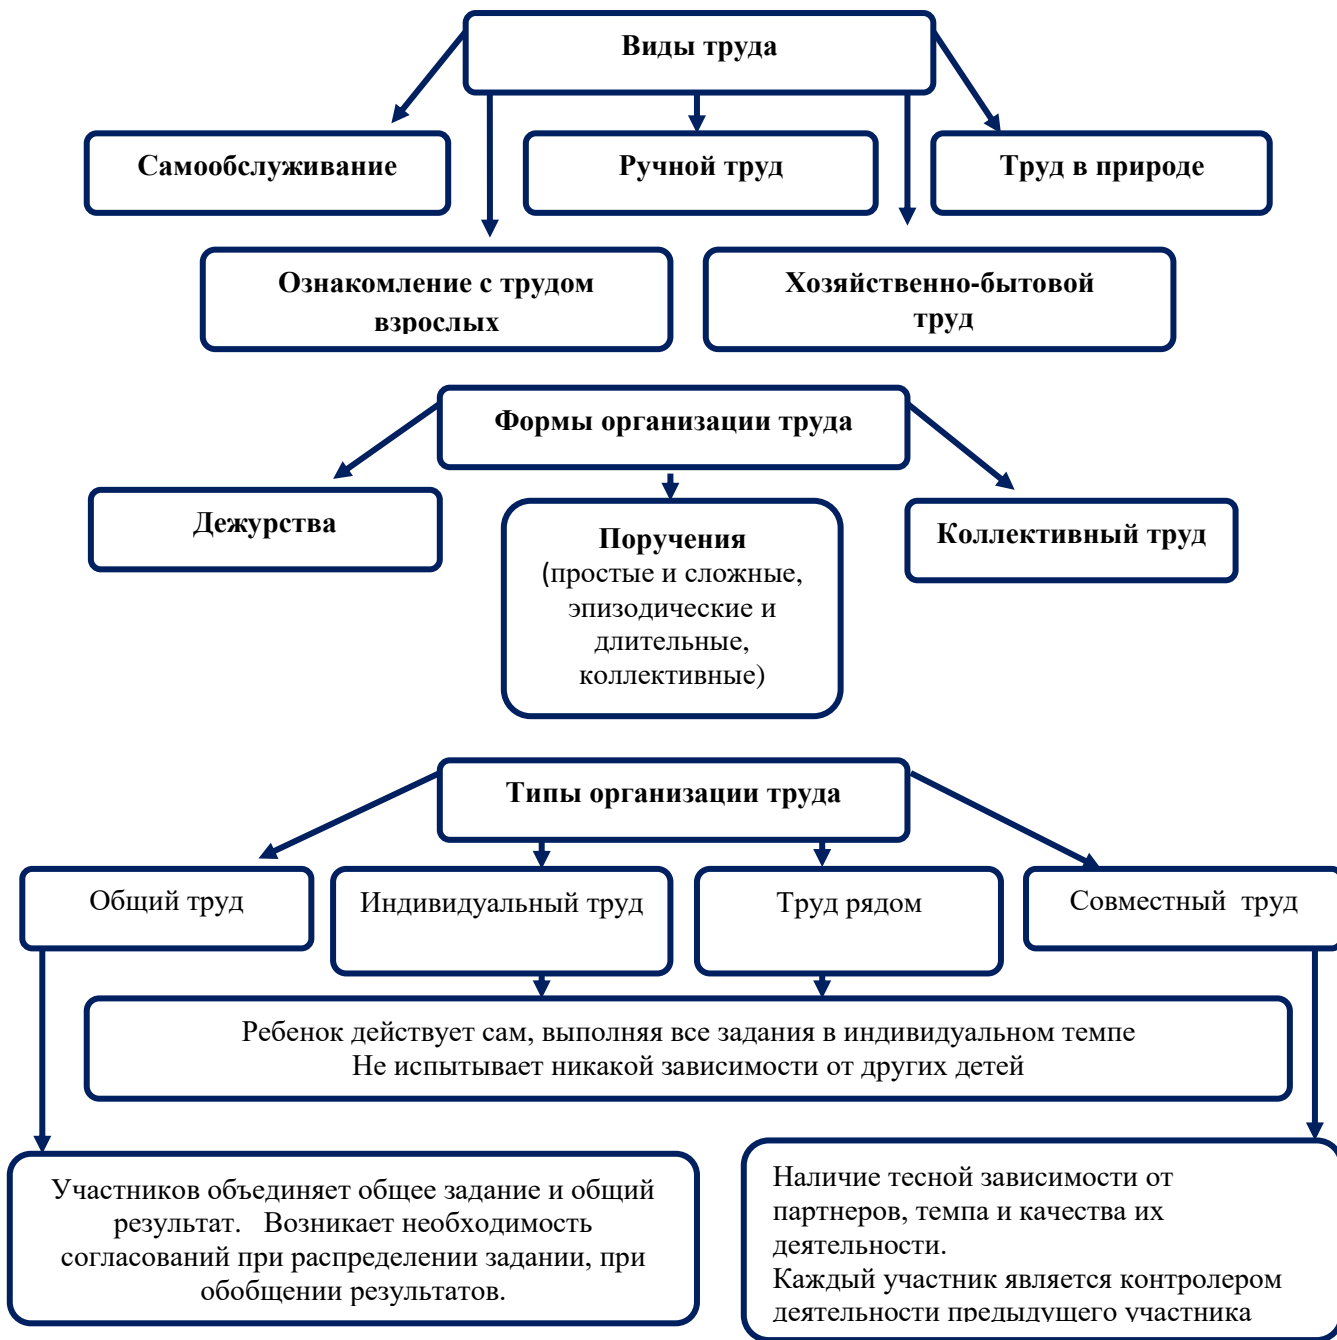 Виды труда
Самообслуживание
Ручной труд
Труд в природе
Ознакомление с трудом
взрослых
Хозяйственно-бытовой
труд
Формы организации труда
Дежурства
Поручения
(простые и сложные,
эпизодические и
длительные,
коллективные)
Коллективный труд
Типы организации труда
Общий труд
Индивидуальный труд
Труд рядом
Совместный труд
Ребенок действует сам, выполняя все задания в индивидуальном темпе
Не испытывает никакой зависимости от других детей
Участников объединяет общее задание и общий
результат. Возникает необходимость
согласований при распределении задании, при
обобщении результатов.
Наличие тесной зависимости от
партнеров, темпа и качества их
деятельности.
Каждый участник является контролером
деятельности предыдущего участника